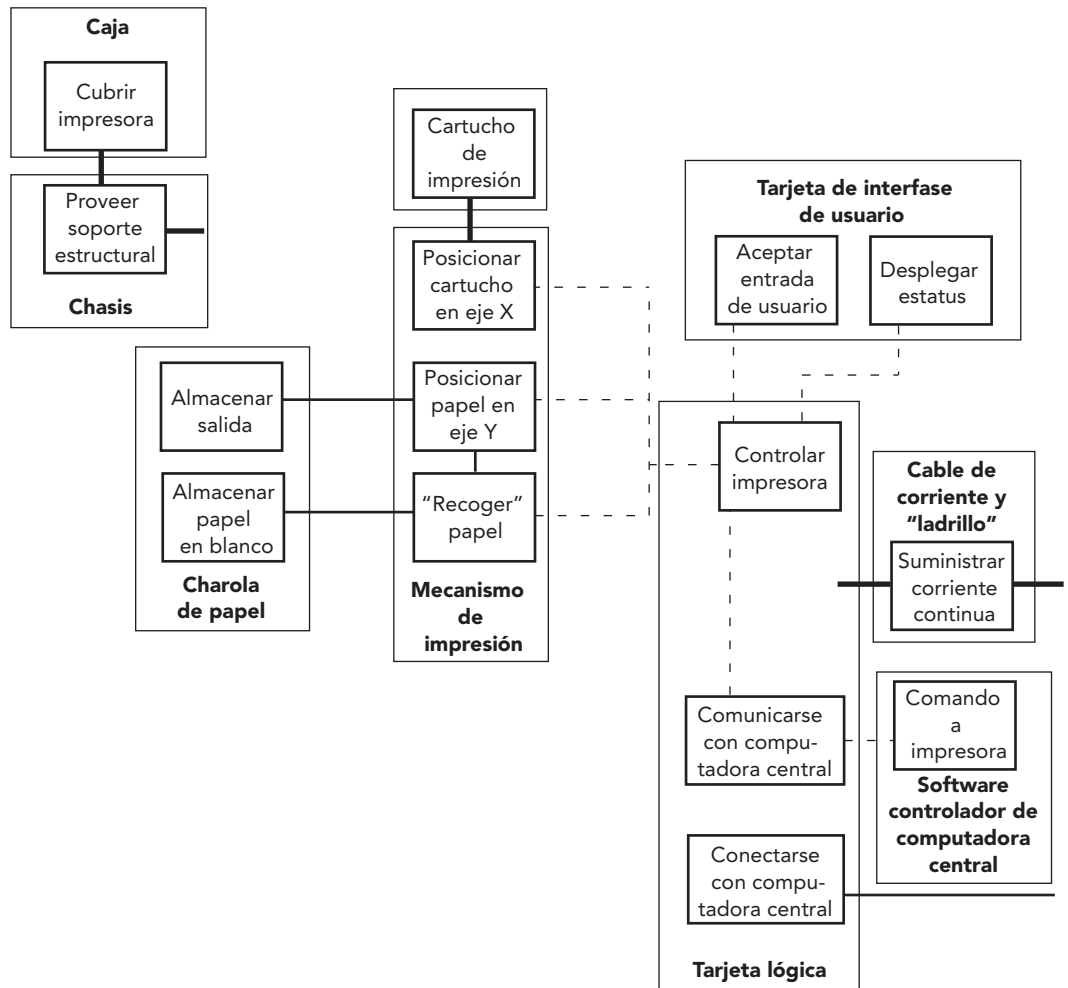 Caja
Cubrir
impresora
Proveer
soporte
estructural
Chasis
Cartucho
de
impresión
Posicionar
cartucho
en eje X
Posicionar
papel en
eje Y
“Recoger”
papel
Mecanismo
de
impresión
Almacenar
salida
Almacenar
papel
en blanco
Charola
de papel
Tarjeta de interfase
de usuario
Aceptar
entrada
de usuario
Desplegar
estatus
Controlar
impresora
Comunicarse
con compu-
tadora central
Conectarse
con compu-
tadora central
Tarjeta lógica
Cable de
corriente y
“ladrillo”
Suministrar
corriente
continua
Comando
a
impresora
Software
controlador de
computadora
central